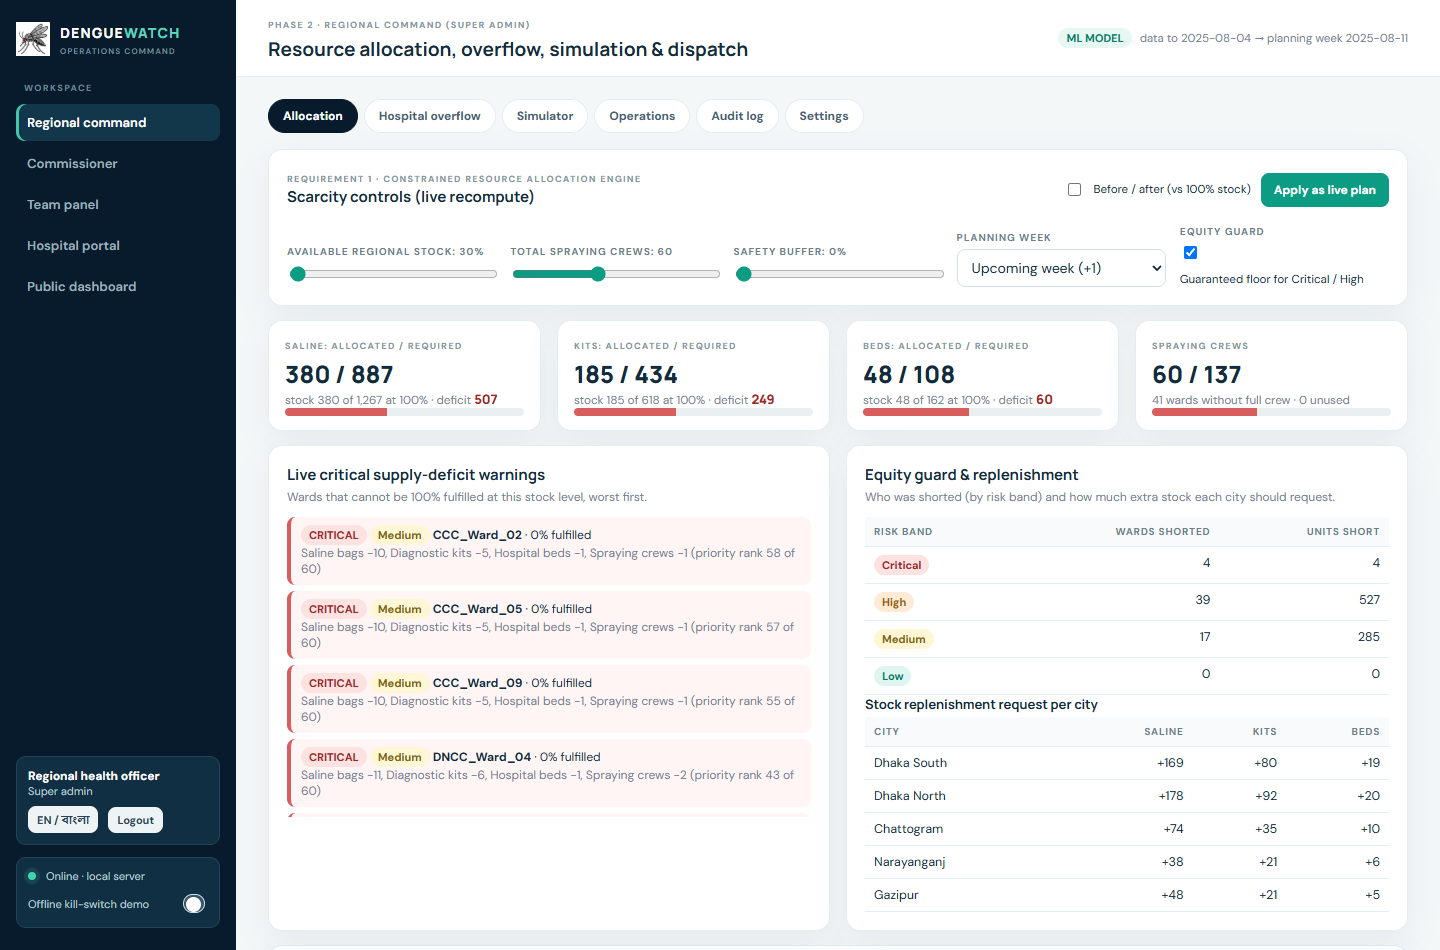 DENGUEWATCH
OPERATIONS COMMAND
WORKSPACE
Regional command
Commissioner
Team panel
Hospital portal
Public dashboard
Regional health officer
Super admin
EN / বাংলা
Logout
Online · local server
Offline kill-switch demo
PHASE 2 · REGIONAL COMMAND (SUPER ADMIN)
Resource allocation, overflow, simulation & dispatch
ML MODEL data to 2025-08-04 → planning week 2025-08-11
Allocation
Hospital overflow
Simulator
Operations
Audit log
Settings
REQUIREMENT 1 · CONSTRAINED RESOURCE ALLOCATION ENGINE
Scarcity controls (live recompute)
Before / after (vs 100% stock)
Apply as live plan
AVAILABLE REGIONAL STOCK: 30%
TOTAL SPRAYING CREWS: 60
SAFETY BUFFER: 0%
PLANNING WEEK
Upcoming week (+1)
EQUITY GUARD
Guaranteed floor for Critical / High
SALINE: ALLOCATED / REQUIRED
380 / 887
stock 380 of 1,267 at 100% · deficit 507
KITS: ALLOCATED / REQUIRED
185 / 434
stock 185 of 618 at 100% · deficit 249
BEDS: ALLOCATED / REQUIRED
48 / 108
stock 48 of 162 at 100% · deficit 60
SPRAYING CREWS
60 / 137
41 wards without full crew · 0 unused
Live critical supply-deficit warnings
Wards that cannot be 100% fulfilled at this stock level, worst first.
CRITICAL Medium CCC_Ward_02 · 0% fulfilled
Saline bags -10, Diagnostic kits -5, Hospital beds -1, Spraying crews -1 (priority rank 58 of
60)
CRITICAL Medium CCC_Ward_05 · 0% fulfilled
Saline bags -10, Diagnostic kits -5, Hospital beds -1, Spraying crews -1 (priority rank 57 of
60)
CRITICAL Medium CCC_Ward_09 · 0% fulfilled
Saline bags -10, Diagnostic kits -5, Hospital beds -1, Spraying crews -1 (priority rank 55 of
60)
CRITICAL Medium DNCC_Ward_04 · 0% fulfilled
Saline bags -11, Diagnostic kits -6, Hospital beds -1, Spraying crews -2 (priority rank 43 of
60)
Equity guard & replenishment
Who was shorted (by risk band) and how much extra stock each city should request.
RISK BAND WARDS SHORTED UNITS SHORT
Critical 4 4
High 39 527
Medium 17 285
Low 0 0
Stock replenishment request per city
CITY SALINE KITS BEDS
Dhaka South +169 +80 +19
Dhaka North +178 +92 +20
Chattogram +74 +35 +10
Narayanganj +38 +21 +6
Gazipur +48 +21 +5